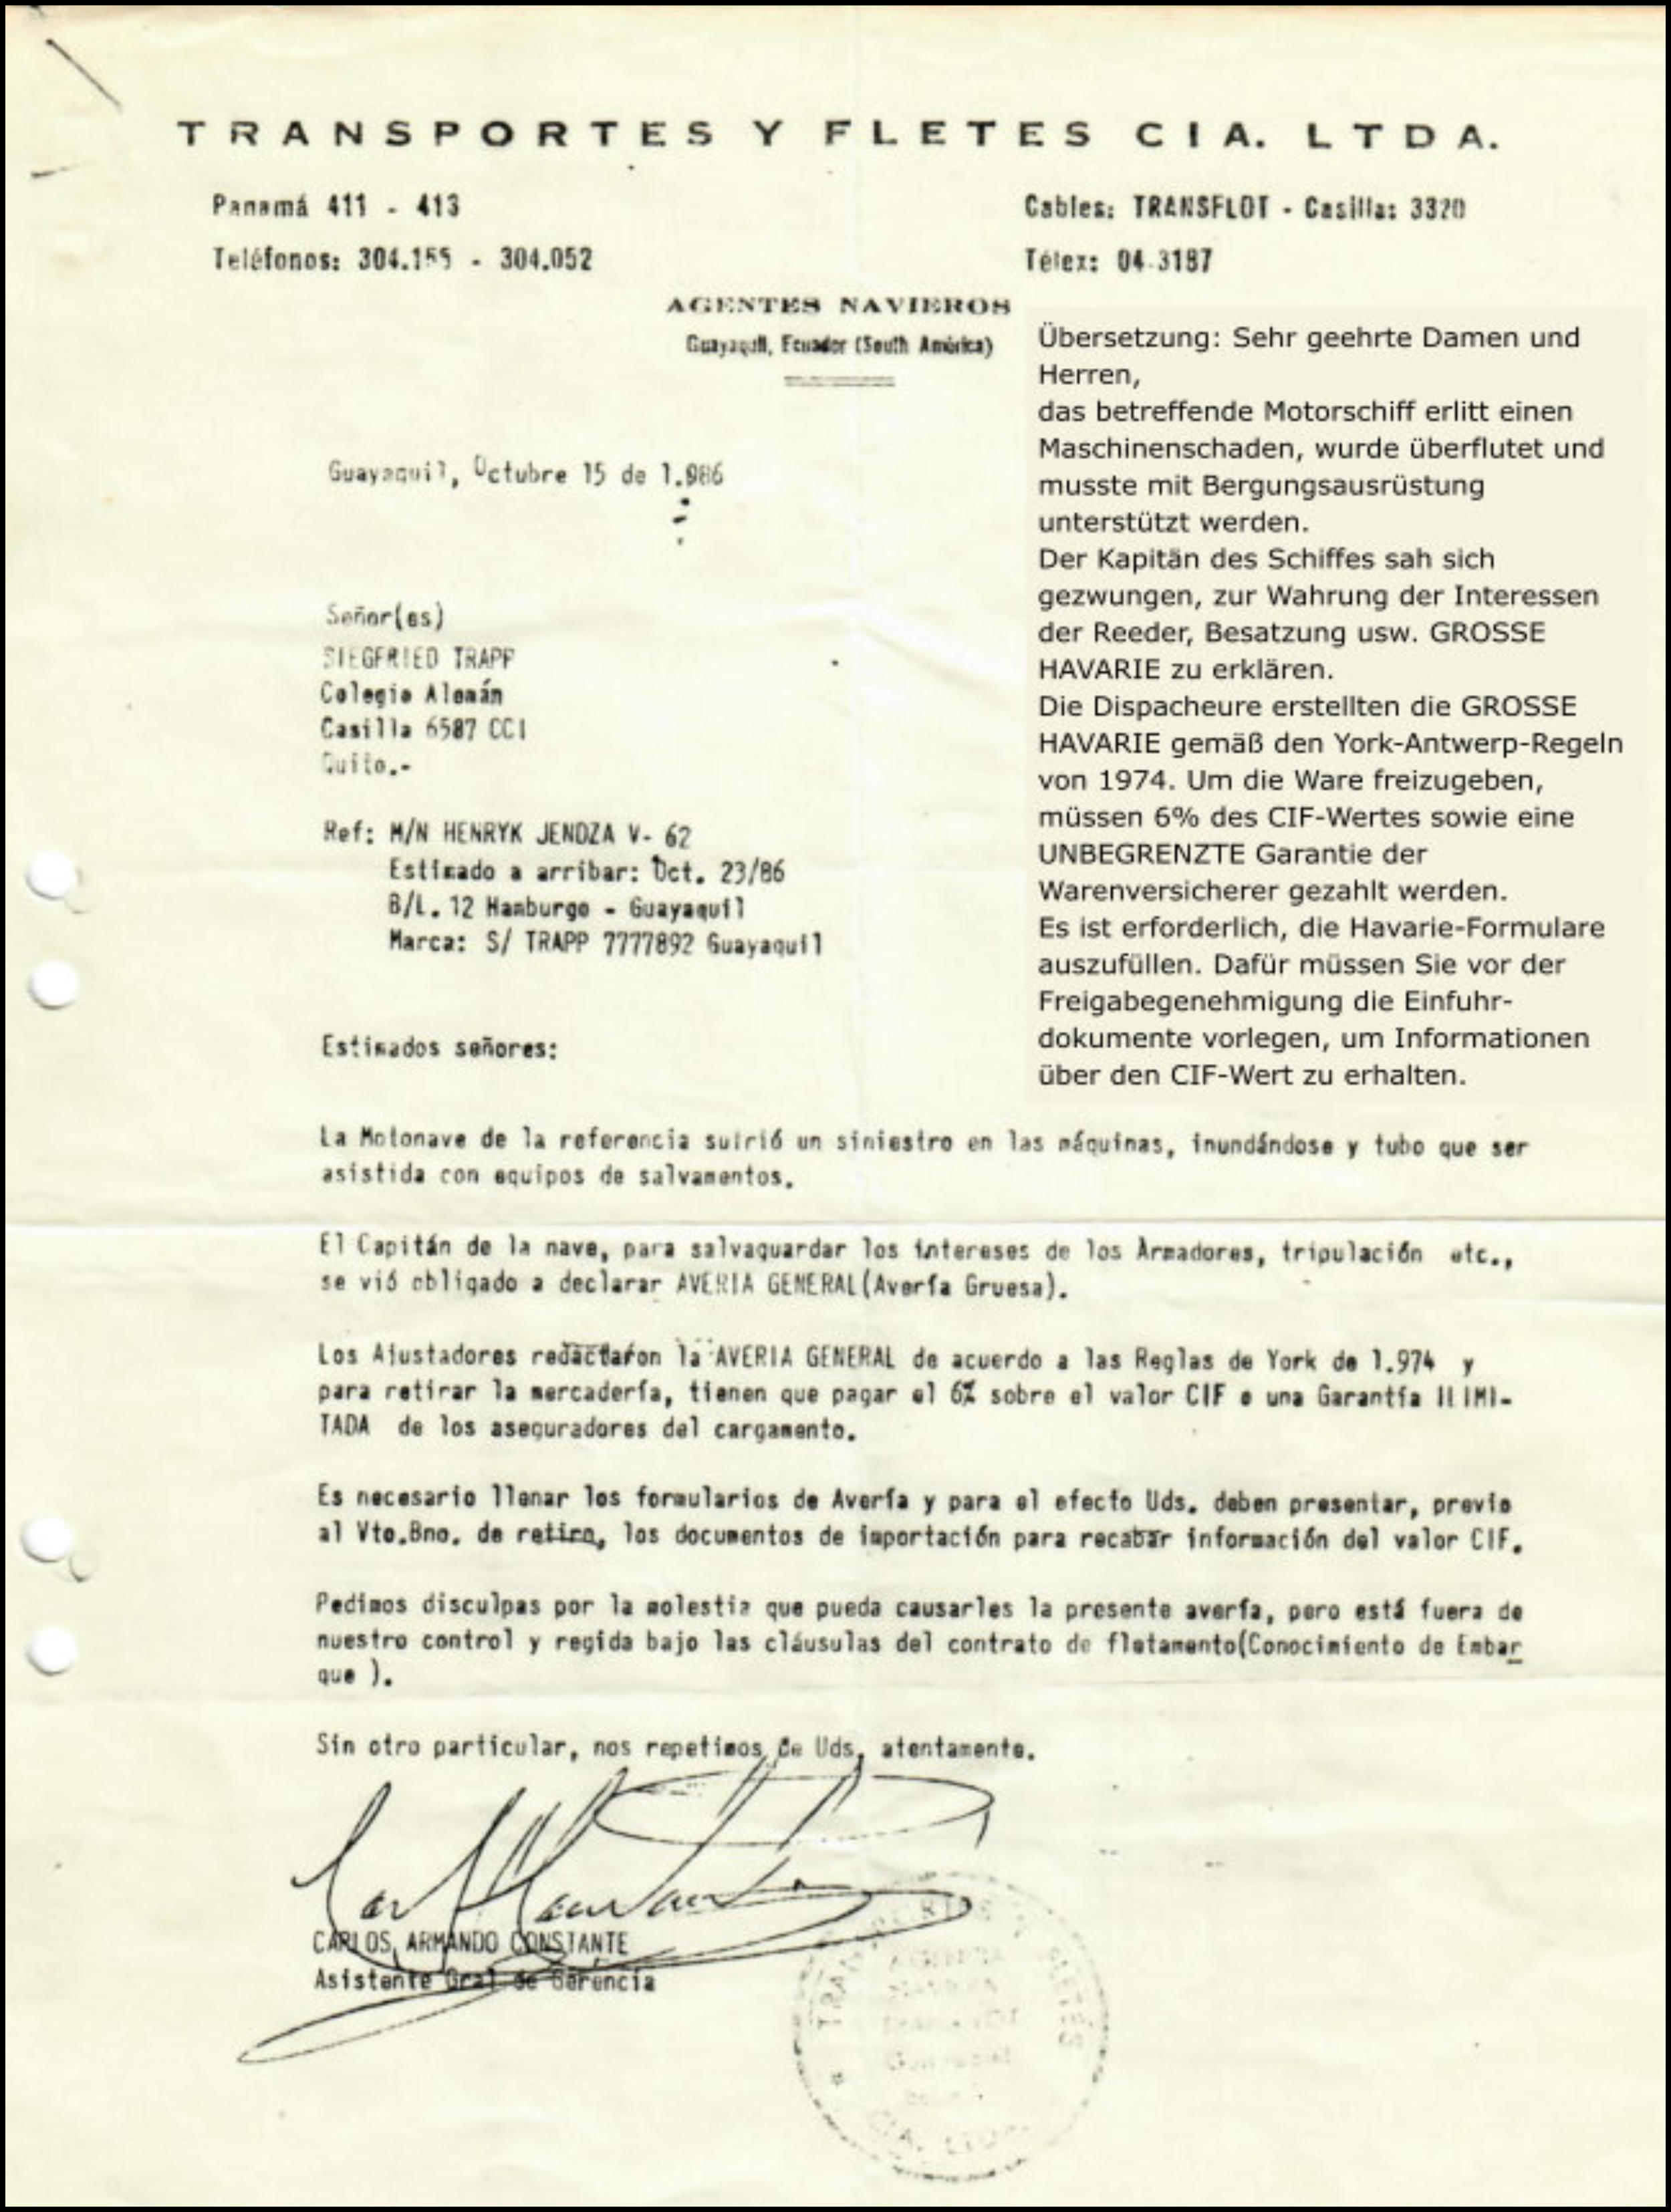 TRANSPORTES Y FLETES CIA. LTDA.
Panamá 411 - 413
Teléfonos: 304.155 - 304.052
Cables: TRANSFLOT - Casilla: 3320
Télex: 04-3187
AGENTES NAVIEROS
Guayaquil, Ecuador (South América)
Übersetzung: Sehr geehrte Damen und
Herren,
das betreffende Motorschiff erlitt einen
Maschinenschaden, wurde überflutet und
musste mit Bergungsausrüstung
unterstützt werden.
Der Kapitän des Schiffes sah sich
gezwungen, zur Wahrung der Interessen
der Reeder, Besatzung usw. GROSSE
HAVARIE zu erklären.
Die Dispacheure erstellten die GROSSE
HAVARIE gemäß den York-Antwerp-Regeln
von 1974. Um die Ware freizugeben,
müssen 6% des CIF-Wertes sowie eine
UNBEGRENZTE Garantie der
Warenversicherer gezahlt werden.
Es ist erforderlich, die Havarie-Formulare
auszufüllen. Dafür müssen Sie vor der
Freigabegenehmigung die Einfuhr-
dokumente vorlegen, um Informationen
über den CIF-Wert zu erhalten.
Guayaquil, Octubre 15 de 1.986
Señor(es)
SIEGFRIED TRAPP
Colegio Alemán
Casilla 6587 CCI
Quito.-
Ref: M/N HENRYK JENDZA V- 62
Estimado a arribar: Oct. 23/86
B/L. 12 Hamburgo - Guayaquil
Marca: S/ TRAPP 7777892 Guayaquil
Estimados señores:
La Motonave de la referencia sufrió un siniestro en las máquinas, inundándose y tubo que ser
asistida con equipos de salvamentos.
El Capitán de la nave, para salvaguardar los intereses de los Armadores, tripulación etc.,
se vió obligado a declarar AVERIA GENERAL(Avería Gruesa).
Los Ajustadores redactaron la AVERIA GENERAL de acuerdo a las Reglas de York de 1.974 y
para retirar la mercadería, tienen que pagar el 6% sobre el valor CIF e una Garantía ILIMI-
TADA de los aseguradores del cargamento.
Es necesario llenar los formularios de Avería y para el efecto Uds. deben presentar, previo
al Vto.Bno. de retiro, los documentos de importación para recabar información del valor CIF.
Pedimos disculpas por la molestia que pueda causarles la presente avería, pero está fuera de
nuestro control y regida bajo las cláusulas del contrato de fletamento(Conocimiento de Embar
que ).
Sin otro particular, nos repetimos de Uds, atentamente.
CARLOS ARMANDO CONSTANTE
Asistente Gral de Gerencia